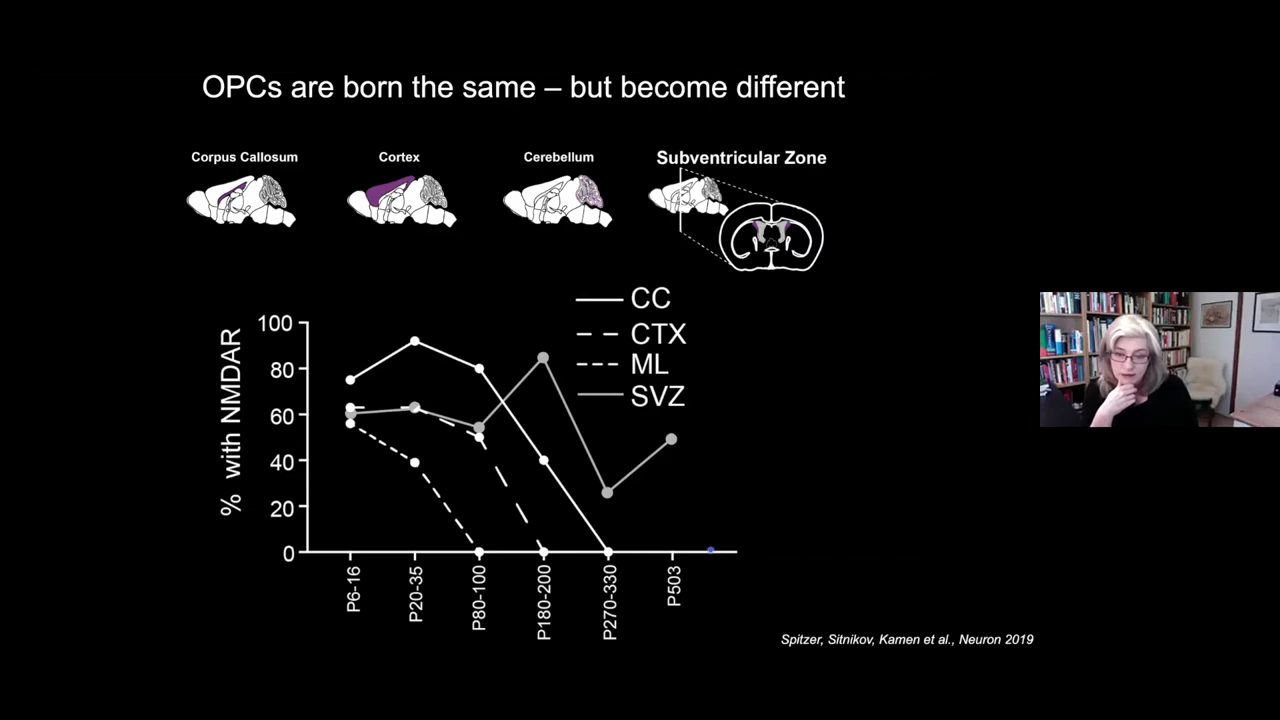 OPCs are born the same – but become different
Corpus Callosum
Cortex
Cerebellum
Subventricular Zone
CC
CTX
ML
SVZ
% with NMDAR
100
80
60
40
20
0
P6-16
P20-35
P80-100
P180-200
P270-330
P503
Spitzer, Sitnikov, Kamen et al., Neuron 2019